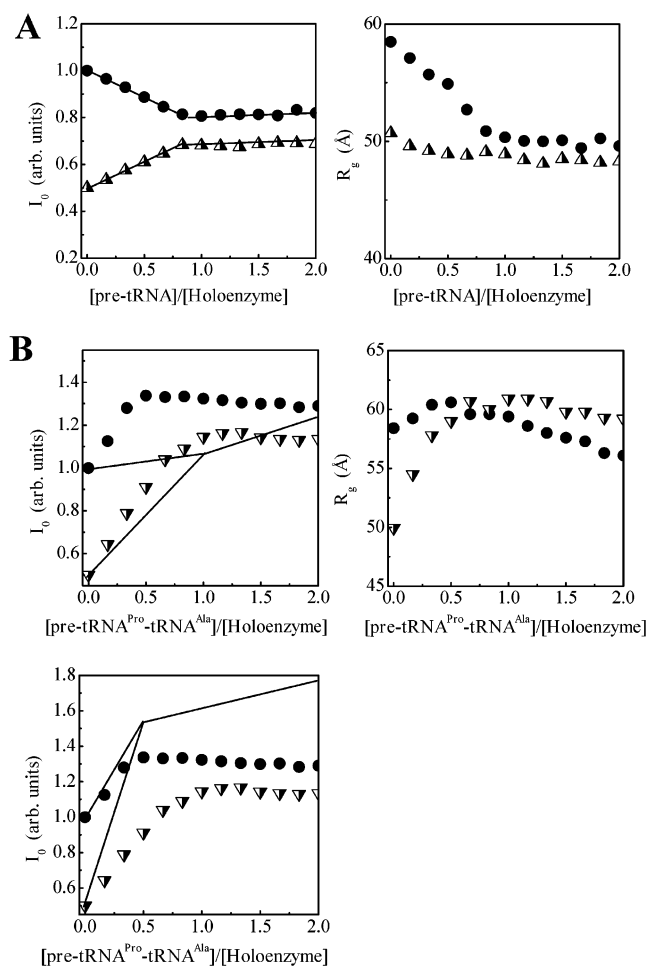 A
1.2
1.0
0.8
0.6
0.4
0.2
I0 (arb. units)
0.0 0.5 1.0 1.5 2.0
[pre-tRNA]/[Holoenzyme]
60
50
40
Rg (Å)
0.0 0.5 1.0 1.5 2.0
[pre-tRNA]/[Holoenzyme]
B
1.4
1.2
1.0
0.8
0.6
I0 (arb. units)
0.0 0.5 1.0 1.5 2.0
[pre-tRNAPro-tRNAAla]/[Holoenzyme]
65
60
55
50
45
Rg (Å)
0.0 0.5 1.0 1.5 2.0
[pre-tRNAPro-tRNAAla]/[Holoenzyme]
1.8
1.6
1.4
1.2
1.0
0.8
0.6
I0 (arb. units)
0.0 0.5 1.0 1.5 2.0
[pre-tRNAPro-tRNAAla]/[Holoenzyme]